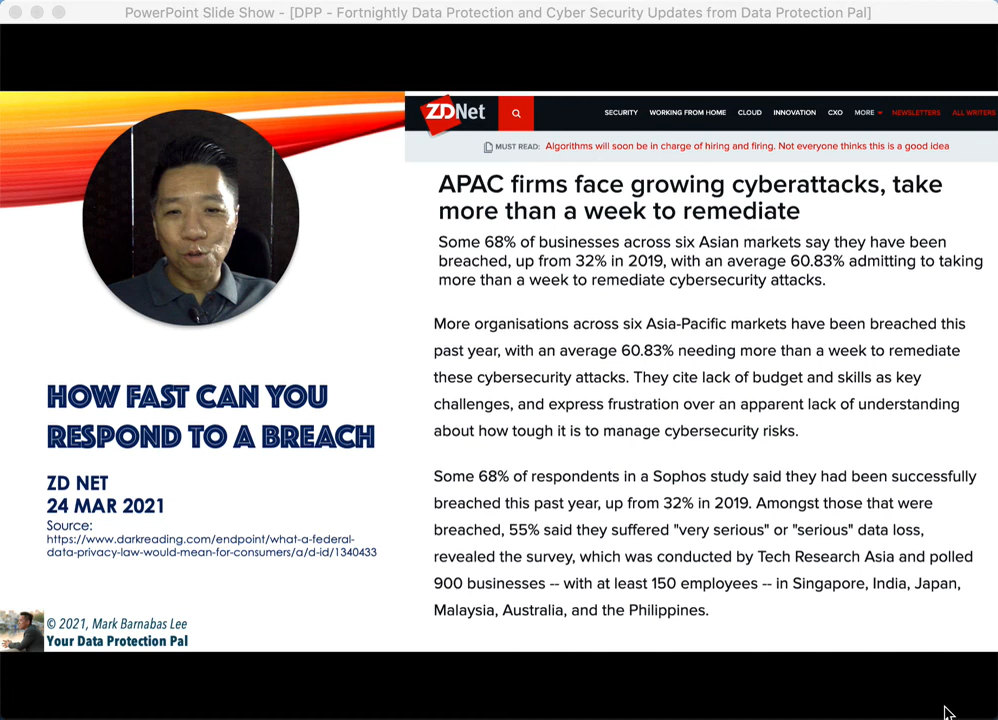 PowerPoint Slide Show - [DPP - Fortnightly Data Protection and Cyber Security Updates from Data Protection Pal]
ZDNet
SECURITY WORKING FROM HOME CLOUD INNOVATION CXO MORE NEWSLETTERS ALL WRITERS
MUST READ: Algorithms will soon be in charge of hiring and firing. Not everyone thinks this is a good idea
APAC firms face growing cyberattacks, take
more than a week to remediate
Some 68% of businesses across six Asian markets say they have been
breached, up from 32% in 2019, with an average 60.83% admitting to taking
more than a week to remediate cybersecurity attacks.
More organisations across six Asia-Pacific markets have been breached this
past year, with an average 60.83% needing more than a week to remediate
these cybersecurity attacks. They cite lack of budget and skills as key
challenges, and express frustration over an apparent lack of understanding
about how tough it is to manage cybersecurity risks.
Some 68% of respondents in a Sophos study said they had been successfully
breached this past year, up from 32% in 2019. Amongst those that were
breached, 55% said they suffered "very serious" or "serious" data loss,
revealed the survey, which was conducted by Tech Research Asia and polled
900 businesses -- with at least 150 employees -- in Singapore, India, Japan,
Malaysia, Australia, and the Philippines.
HOW FAST CAN YOU
RESPOND TO A BREACH
ZD NET
24 MAR 2021
Source:
https://www.darkreading.com/endpoint/what-a-federal-
data-privacy-law-would-mean-for-consumers/a/d-id/1340433
© 2021, Mark Barnabas Lee
Your Data Protection Pal